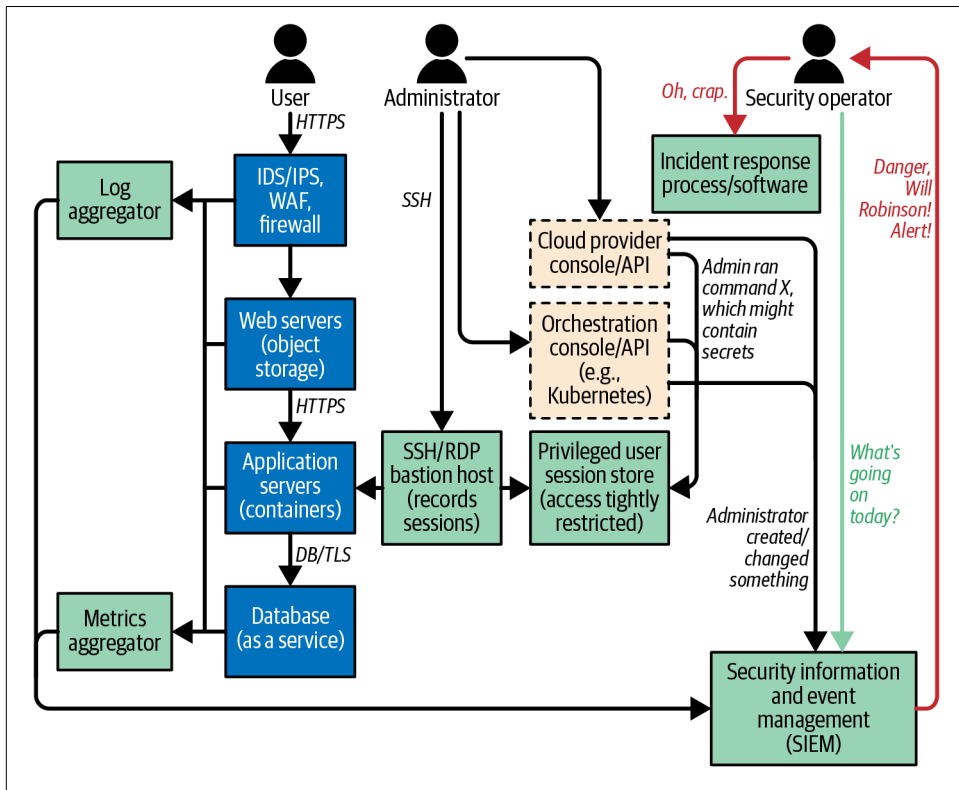 User
Administrator
Security operator
HTTPS
Oh, crap.
SSH
Log
aggregator
IDS/IPS,
WAF,
firewall
Incident response
process/software
Danger,
Will
Robinson!
Alert!
Cloud provider
console/API
Admin ran
command X,
which might
contain
secrets
Web servers
(object
storage)
Orchestration
console/API
(e.g.,
Kubernetes)
HTTPS
Application
servers
(containers)
SSH/RDP
bastion host
(records
sessions)
Privileged user
session store
(access tightly
restricted)
What's
going
on
today?
Administrator
created/
changed
something
DB/TLS
Metrics
aggregator
Database
(as a service)
Security information
and event
management
(SIEM)